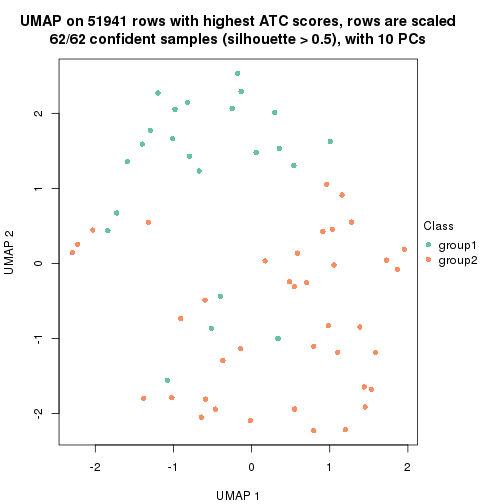 UMAP on 51941 rows with highest ATC scores, rows are scaled
62/62 confident samples (silhouette > 0.5), with 10 PCs
2
1
0
-1
-2
UMAP 2
-2
-1
0
1
2
UMAP 1
Class
group1
group2